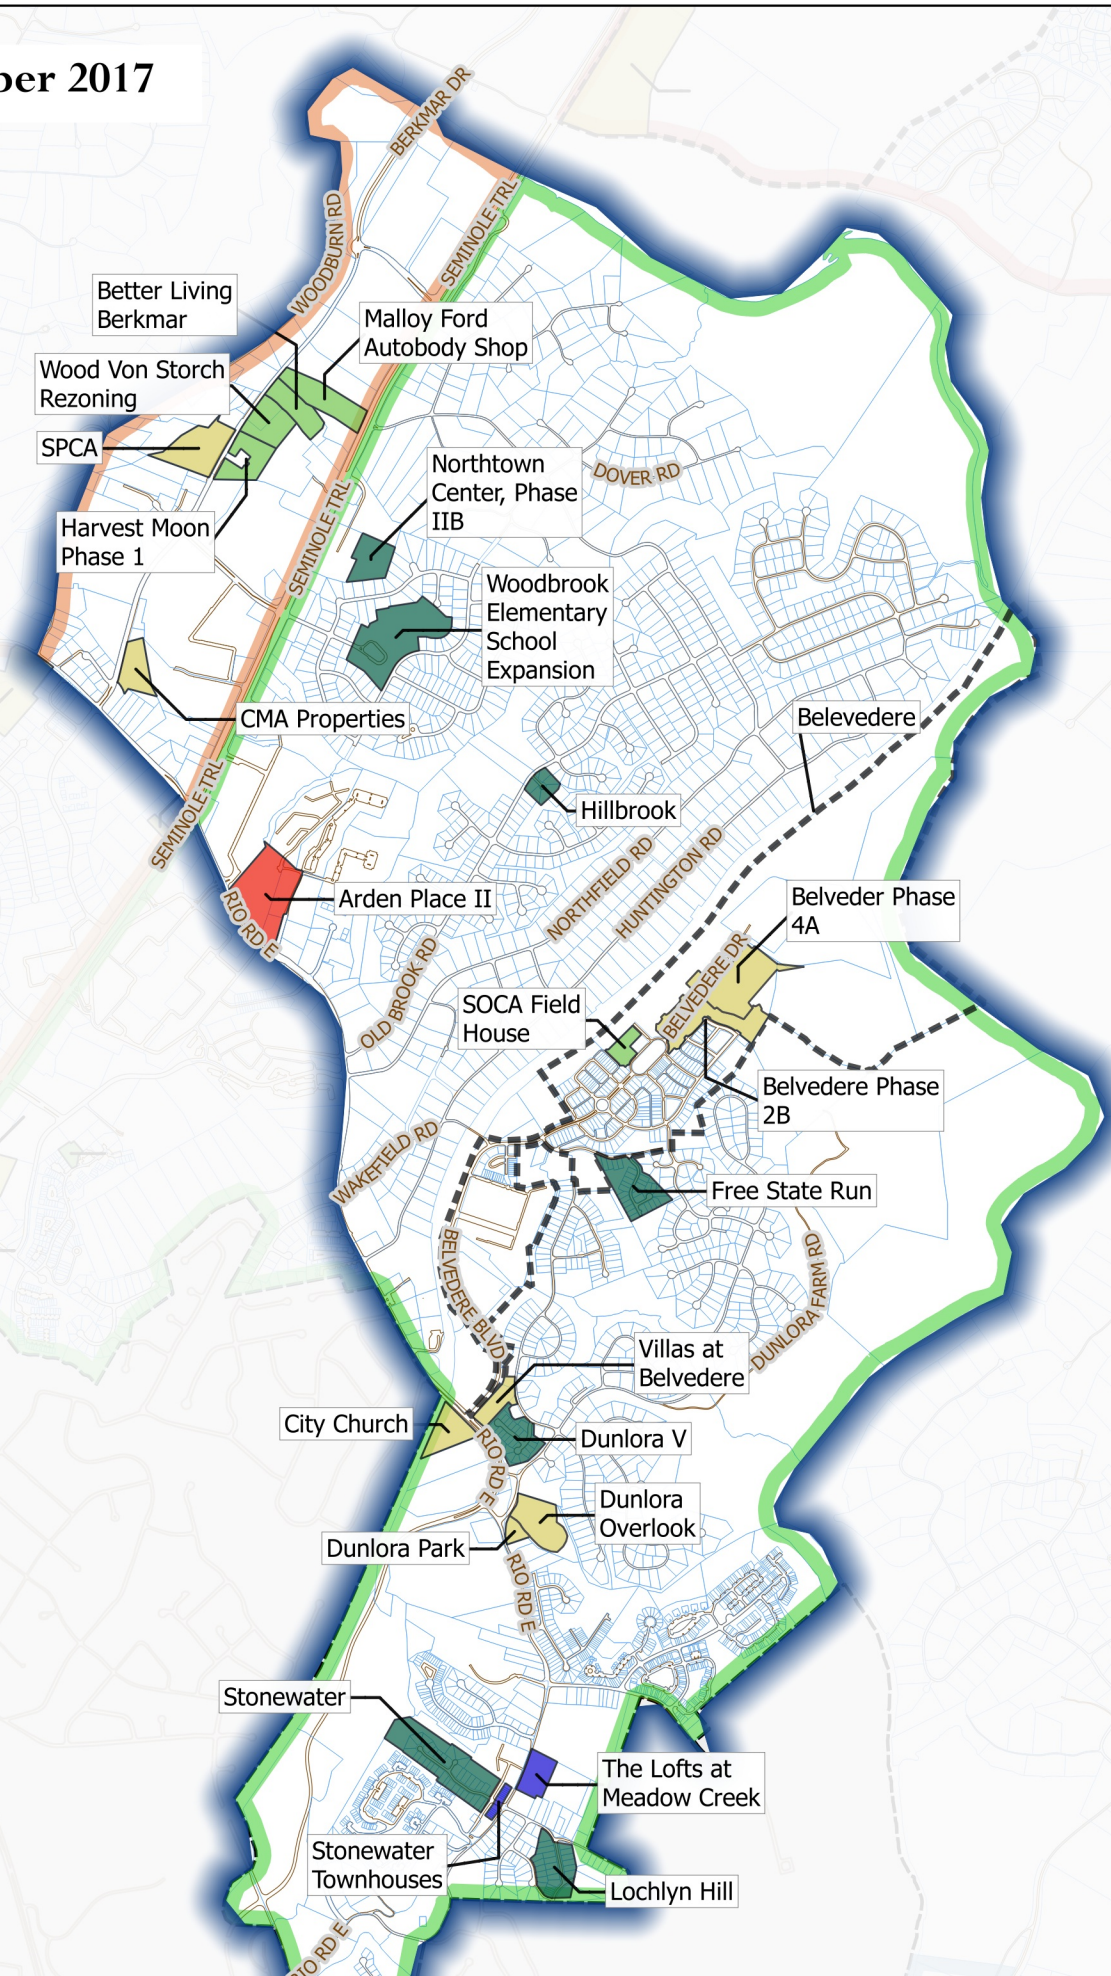 ber 2017
BERKMAR DR
SEMINOLE TRL
WOODBURN RD
Better Living
Berkmar
Malloy Ford
Autobody Shop
Wood Von Storch
Rezoning
SPCA
Northtown
Center, Phase
IIB
DOVER RD
Harvest Moon
Phase 1
SEMINOLE TRL
Woodbrook
Elementary
School
Expansion
CMA Properties
Belevedere
SEMINOLE TRL
Hillbrook
NORTHFIELD RD
HUNTINGTON RD
Arden Place II
RIO RD E
Belveder Phase
4A
OLD BROOK RD
BELVEDERE DR
SOCA Field
House
Belvedere Phase
2B
WAKEFIELD RD
Free State Run
BELVEDERE BLVD
DUNLORA FARM RD
Villas at
Belvedere
City Church
Dunlora V
RIO RD E
Dunlora
Overlook
Dunlora Park
RIO RD E
Stonewater
The Lofts at
Meadow Creek
Stonewater
Townhouses
Lochlyn Hill
RIO RD E